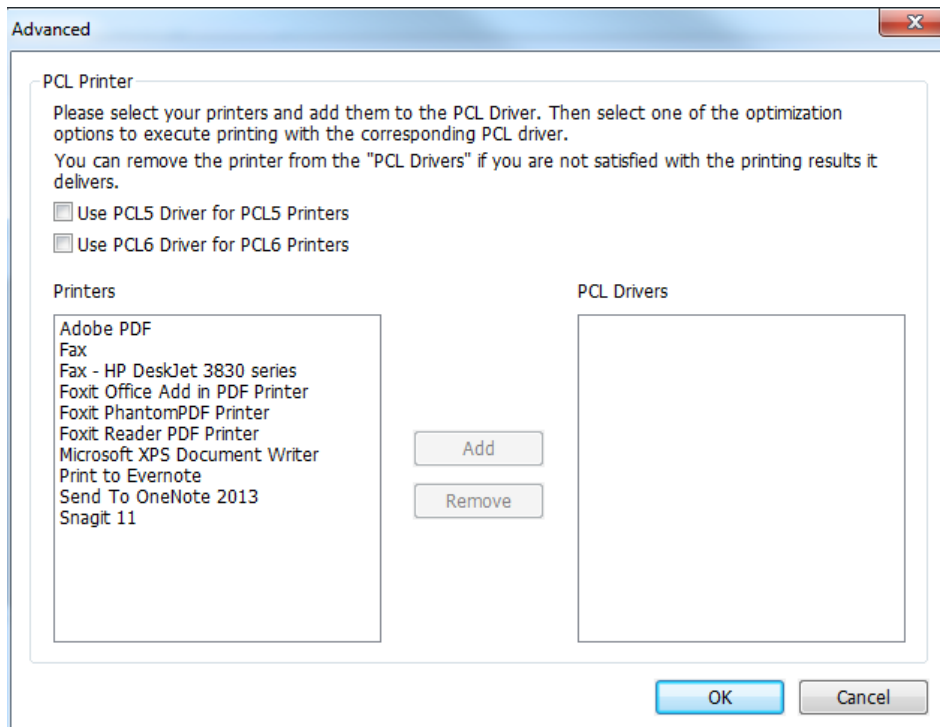 Advanced
PCL Printer
Please select your printers and add them to the PCL Driver. Then select one of the optimization
options to execute printing with the corresponding PCL driver.
You can remove the printer from the "PCL Drivers" if you are not satisfied with the printing results it
delivers.
Use PCL5 Driver for PCL5 Printers
Use PCL6 Driver for PCL6 Printers
Printers
Adobe PDF
Fax
Fax - HP DeskJet 3830 series
Foxit Office Add in PDF Printer
Foxit PhantomPDF Printer
Foxit Reader PDF Printer
Microsoft XPS Document Writer
Print to Evernote
Send To OneNote 2013
Snagit 11
Add
Remove
PCL Drivers
OK
Cancel